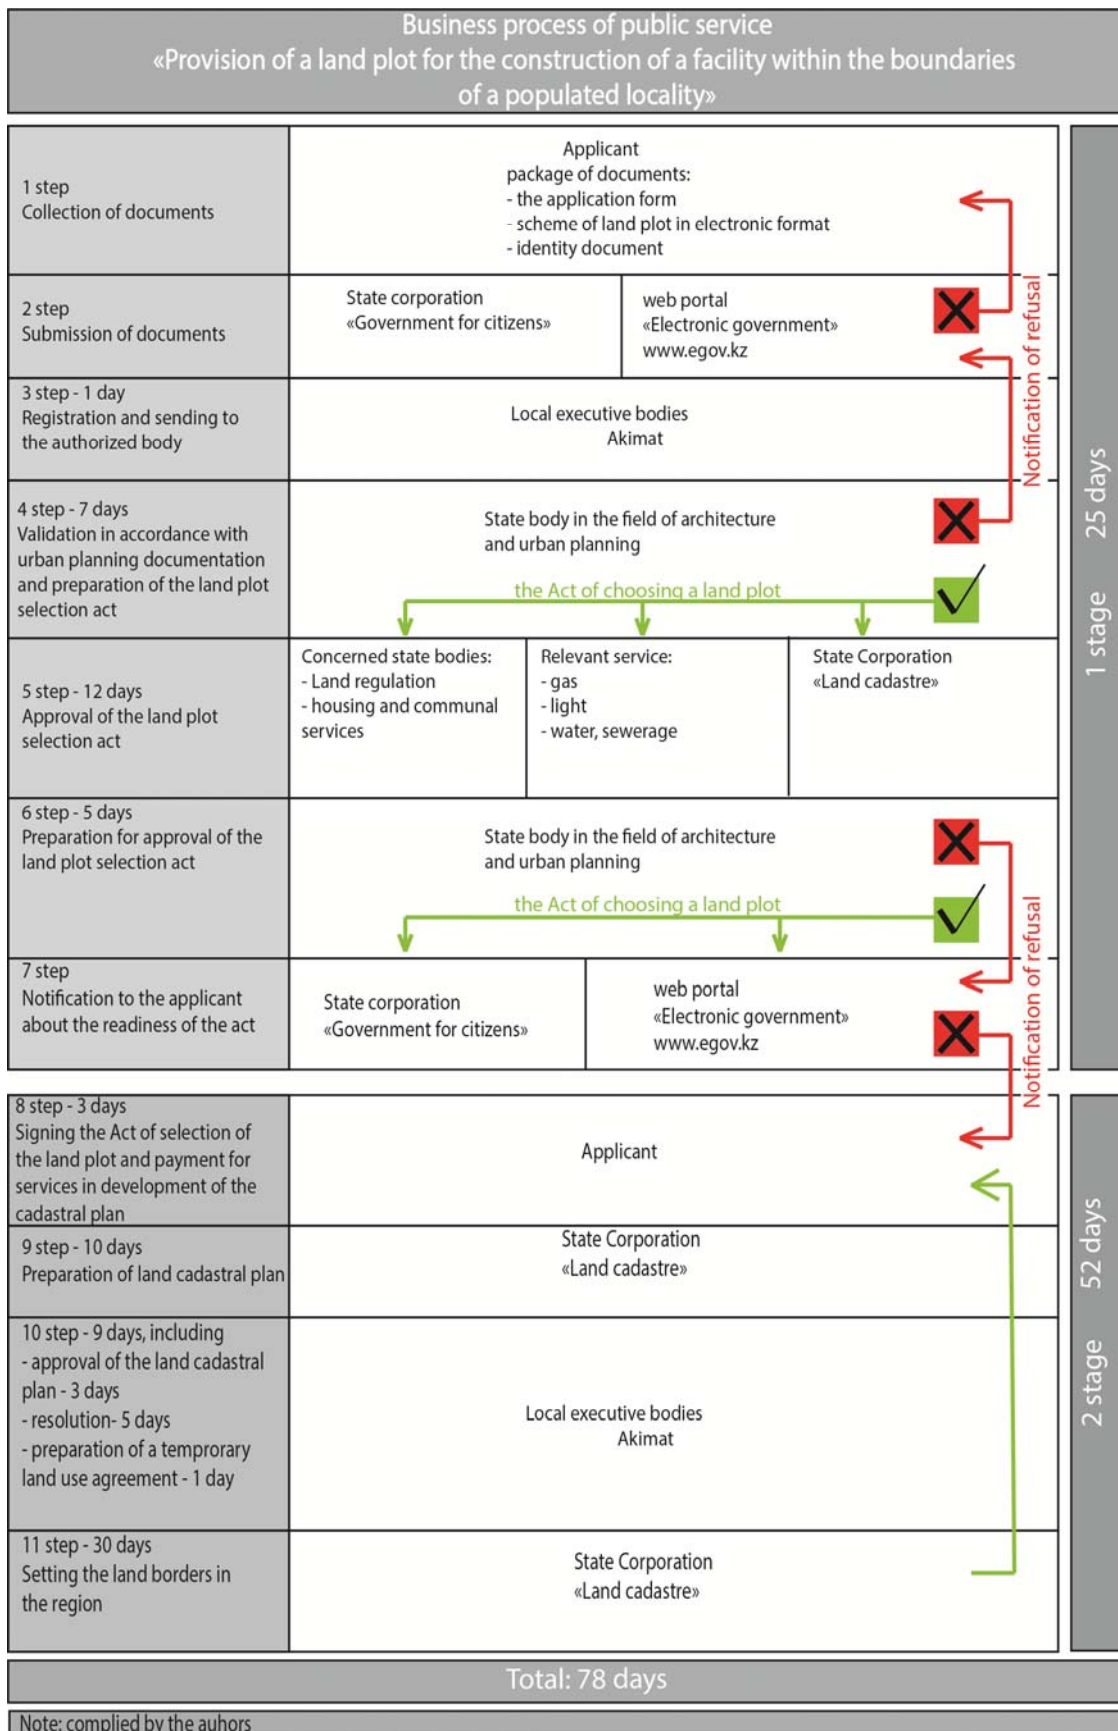 Business process of public service
«Provision of a land plot for the construction of a facility within the boundaries
of a populated locality»
1 step
Collection of documents
Applicant
package of documents:
- the application form
- scheme of land plot in electronic format
- identity document
2 step
Submission of documents
State corporation
«Government for citizens»
web portal
«Electronic government»
www.egov.kz
3 step - 1 day
Registration and sending to
the authorized body
Local executive bodies
Akimat
Notification of refusal
4 step - 7 days
Validation in accordance with
urban planning documentation
and preparation of the land plot
selection act
State body in the field of architecture
and urban planning
the Act of choosing a land plot
5 step - 12 days
Approval of the land plot
selection act
Concerned state bodies:
- Land regulation
- housing and communal
services
Relevant service:
- gas
- light
- water, sewerage
State Corporation
«Land cadastre»
6 step - 5 days
Preparation for approval of the
land plot selection act
State body in the field of architecture
and urban planning
the Act of choosing a land plot
7 step
Notification to the applicant
about the readiness of the act
State corporation
«Government for citizens»
web portal
«Electronic government»
www.egov.kz
Notification of refusal
1 stage 25 days
8 step - 3 days
Signing the Act of selection of
the land plot and payment for
services in development of the
cadastral plan
Applicant
9 step - 10 days
Preparation of land cadastral plan
State Corporation
«Land cadastre»
10 step - 9 days, including
- approval of the land cadastral
plan - 3 days
- resolution- 5 days
- preparation of a temprorary
land use agreement - 1 day
Local executive bodies
Akimat
11 step - 30 days
Setting the land borders in
the region
State Corporation
«Land cadastre»
2 stage 52 days
Total: 78 days
Note: complied by the auhors